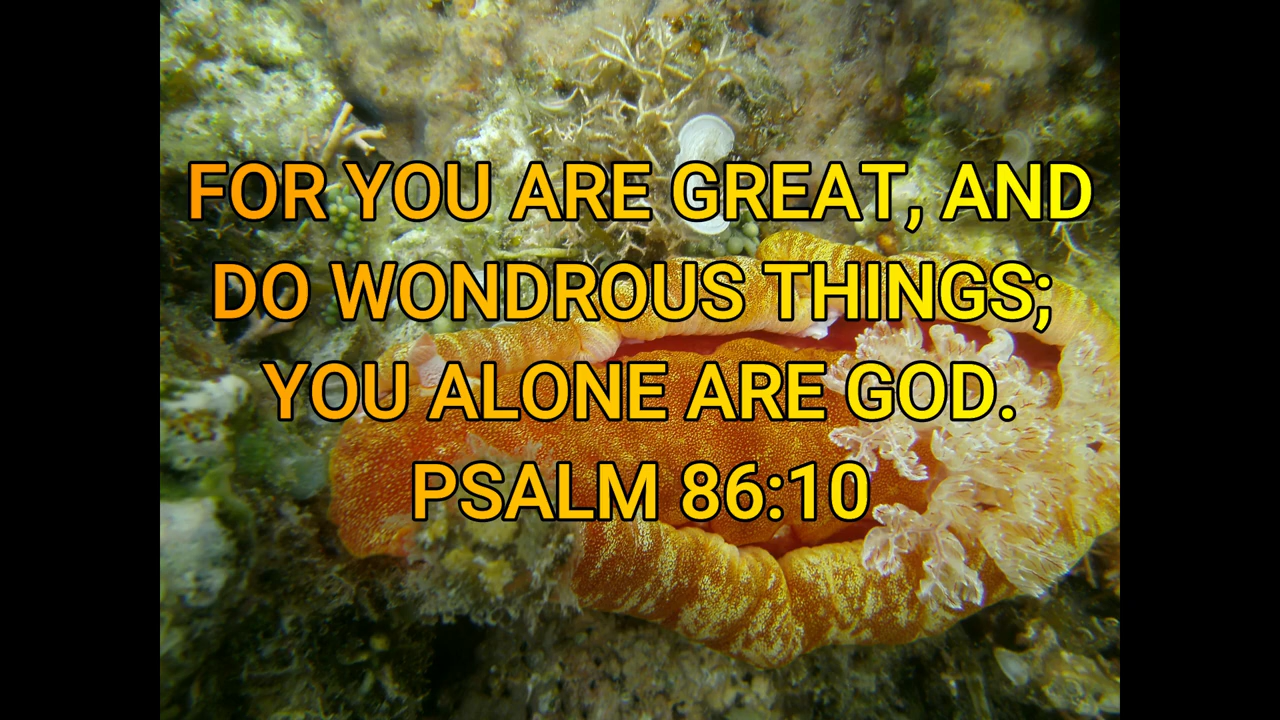 FOR YOU ARE GREAT, AND
DO WONDROUS THINGS;
YOU ALONE ARE GOD.
PSALM 86:10